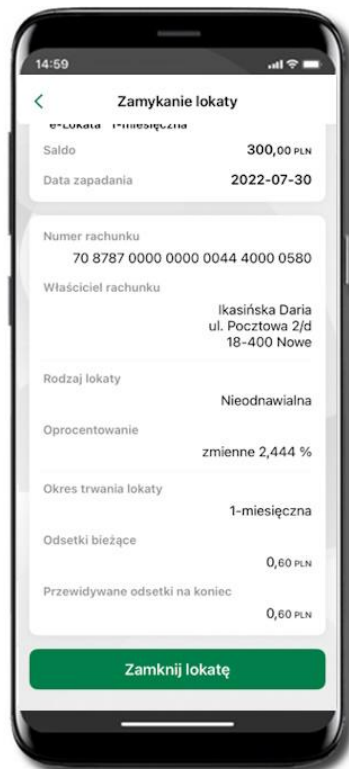 14:59
Zamykanie lokaty
e-Lokata 1-miesięczna
Saldo 300,00 PLN
Data zapadania 2022-07-30
Numer rachunku
70 8787 0000 0000 0044 4000 0580
Właściciel rachunku
Ikasińska Daria
ul. Pocztowa 2/d
18-400 Nowe
Rodzaj lokaty
Nieodnawialna
Oprocentowanie
zmienne 2,444 %
Okres trwania lokaty
1-miesięczna
Odsetki bieżące
0,60 PLN
Przewidywane odsetki na koniec
0,60 PLN
Zamknij lokatę